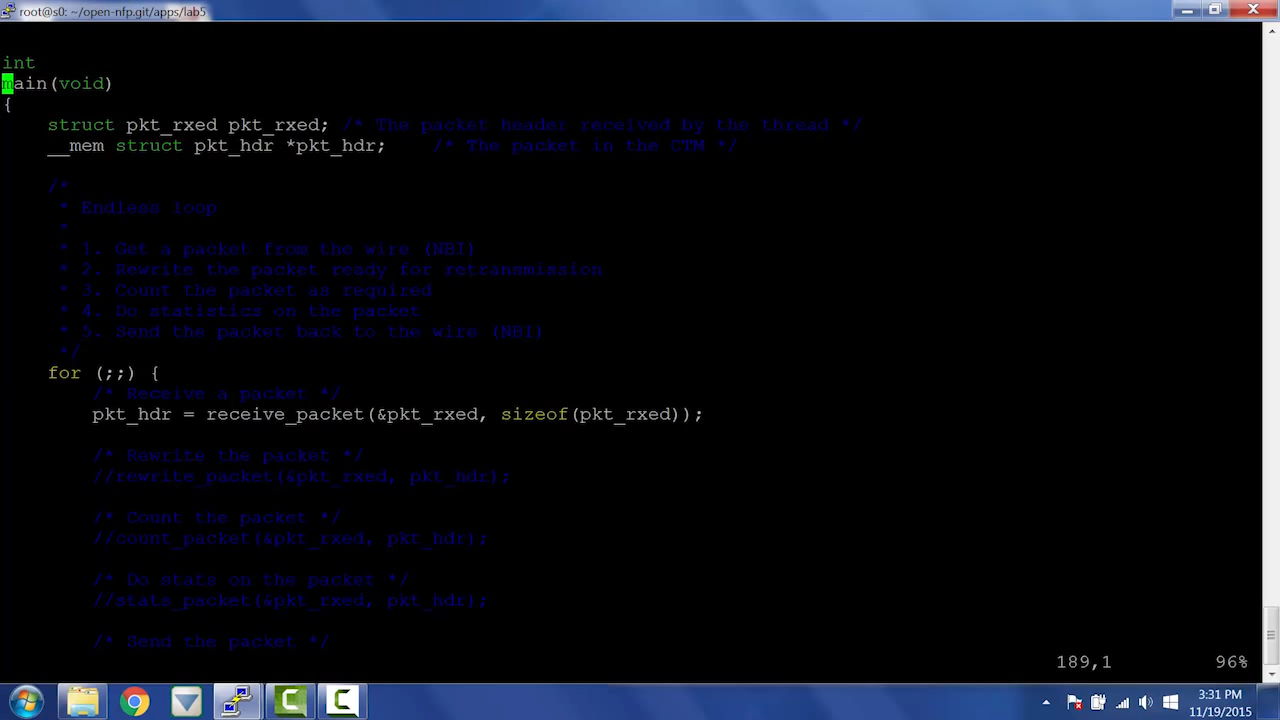 root@s0: ~/open-nfp.git/apps/lab5
int
main(void)
{
struct pkt_rxed pkt_rxed; /* The packet header received by the thread */
__mem struct pkt_hdr *pkt_hdr; /* The packet in the CTM */
/*
* Endless loop
*
* 1. Get a packet from the wire (NBI)
* 2. Rewrite the packet ready for retransmission
* 3. Count the packet as required
* 4. Do statistics on the packet
* 5. Send the packet back to the wire (NBI)
*/
for (;;) {
/* Receive a packet */
pkt_hdr = receive_packet(&pkt_rxed, sizeof(pkt_rxed));
/* Rewrite the packet */
//rewrite_packet(&pkt_rxed, pkt_hdr);
/* Count the packet */
//count_packet(&pkt_rxed, pkt_hdr);
/* Do stats on the packet */
//stats_packet(&pkt_rxed, pkt_hdr);
/* Send the packet */
189,1 96%
3:31 PM
11/19/2015